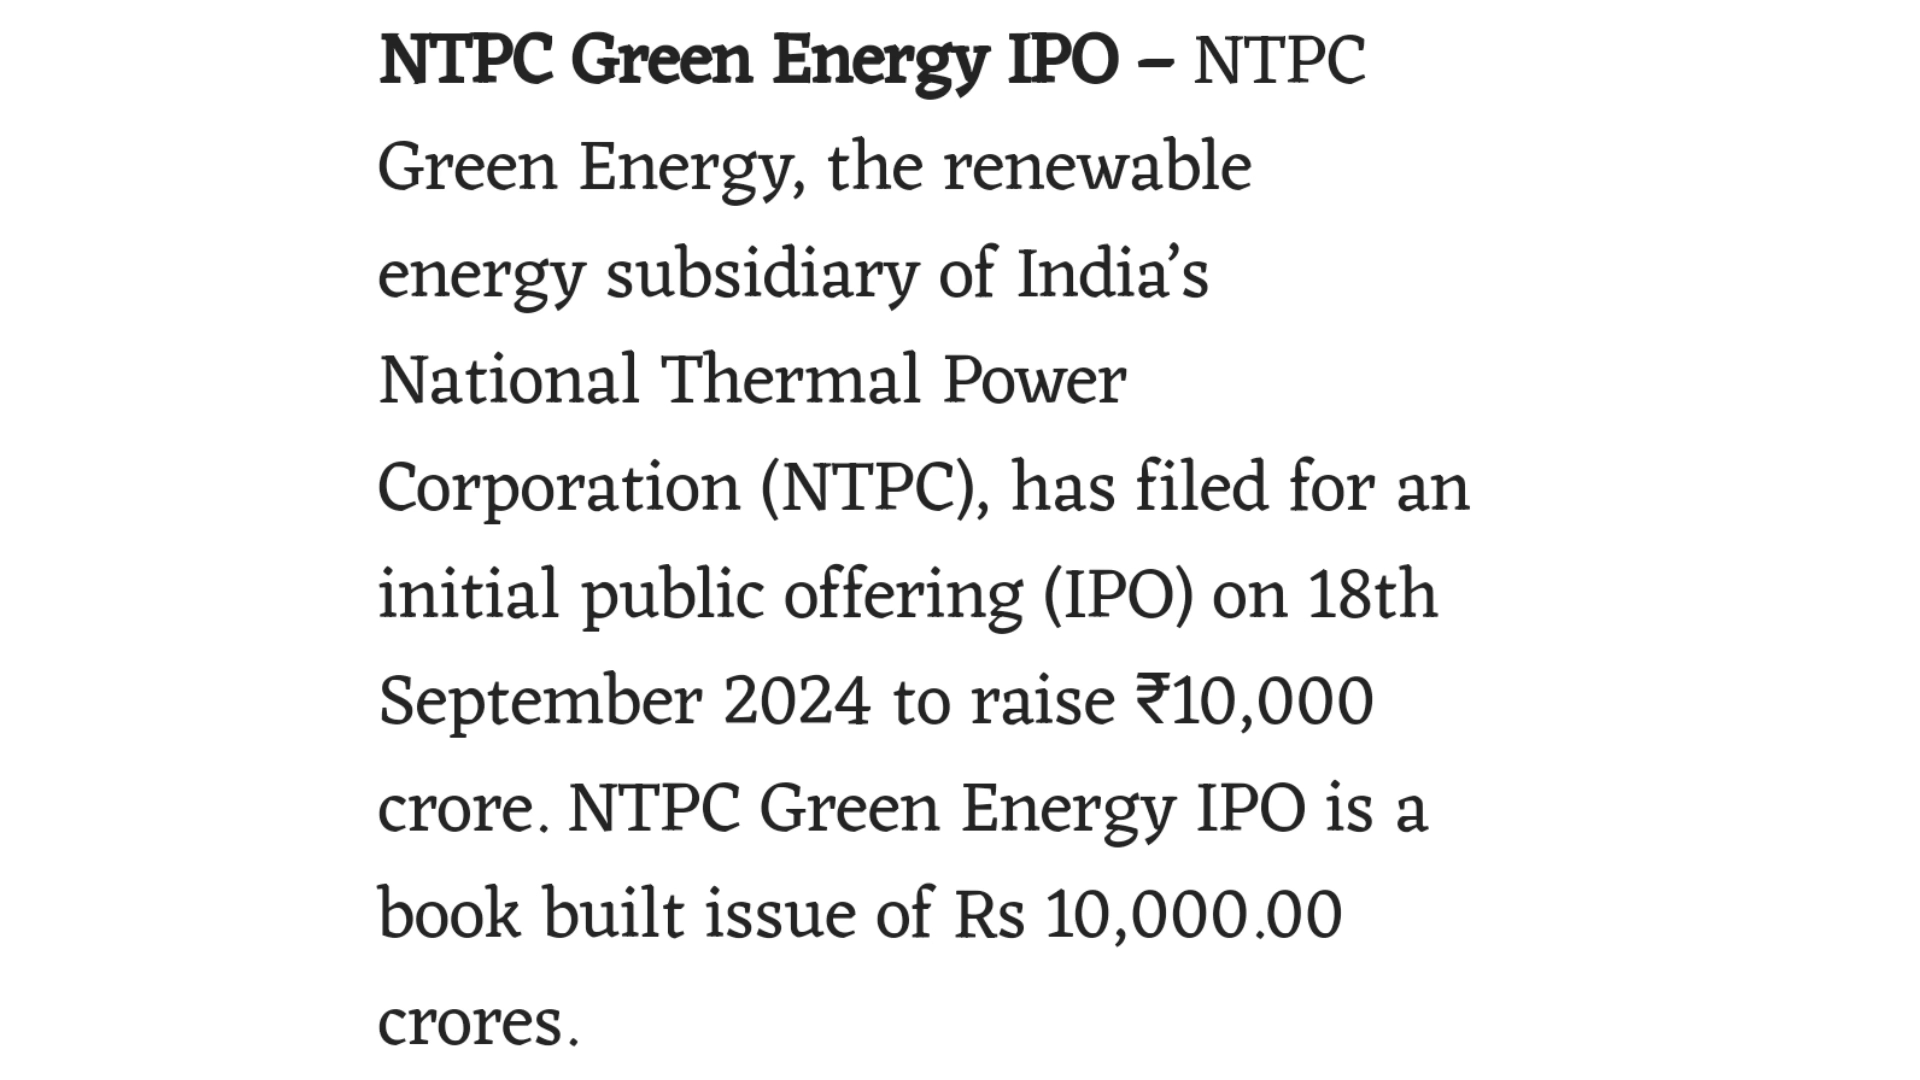 NTPC Green Energy IPO – NTPC
Green Energy, the renewable
energy subsidiary of India’s
National Thermal Power
Corporation (NTPC), has filed for an
initial public offering (IPO) on 18th
September 2024 to raise ₹10,000
crore. NTPC Green Energy IPO is a
book built issue of Rs 10,000.00
crores.